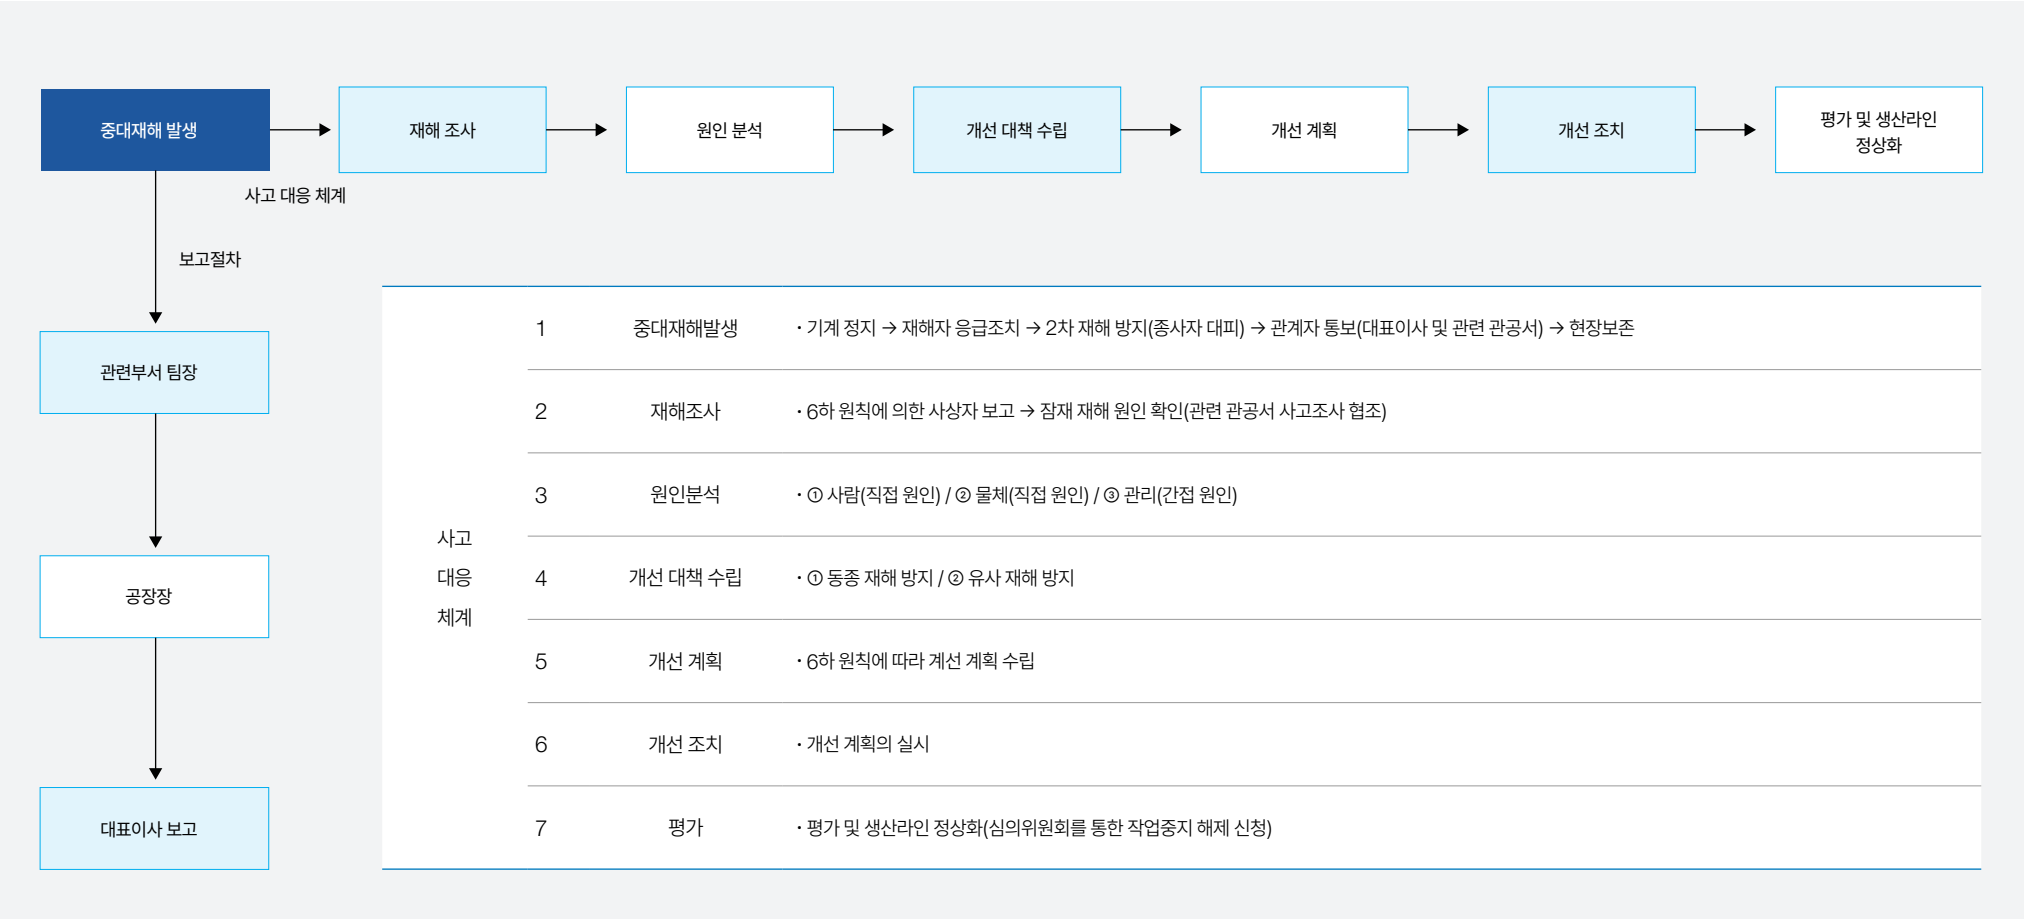 중대재해 발생
재해 조사
원인 분석
개선 대책 수립
개선 계획
개선 조치
평가 및 생산라인
정상화
사고 대응 체계
보고절차
관련부서 팀장
공장장
대표이사 보고
사고
대응
체계
1 중대재해발생 · 기계 정지 → 재해자 응급조치 → 2차 재해 방지(종사자 대피) → 관계자 통보(대표이사 및 관련 관공서) → 현장보존
2 재해조사 · 6하 원칙에 의한 사상자 보고 → 잠재 재해 원인 확인(관련 관공서 사고조사 협조)
3 원인분석 · ① 사람(직접 원인) / ② 물체(직접 원인) / ③ 관리(간접 원인)
4 개선 대책 수립 · ① 동종 재해 방지 / ② 유사 재해 방지
5 개선 계획 · 6하 원칙에 따라 계선 계획 수립
6 개선 조치 · 개선 계획의 실시
7 평가 · 평가 및 생산라인 정상화(심의위원회를 통한 작업중지 해제 신청)